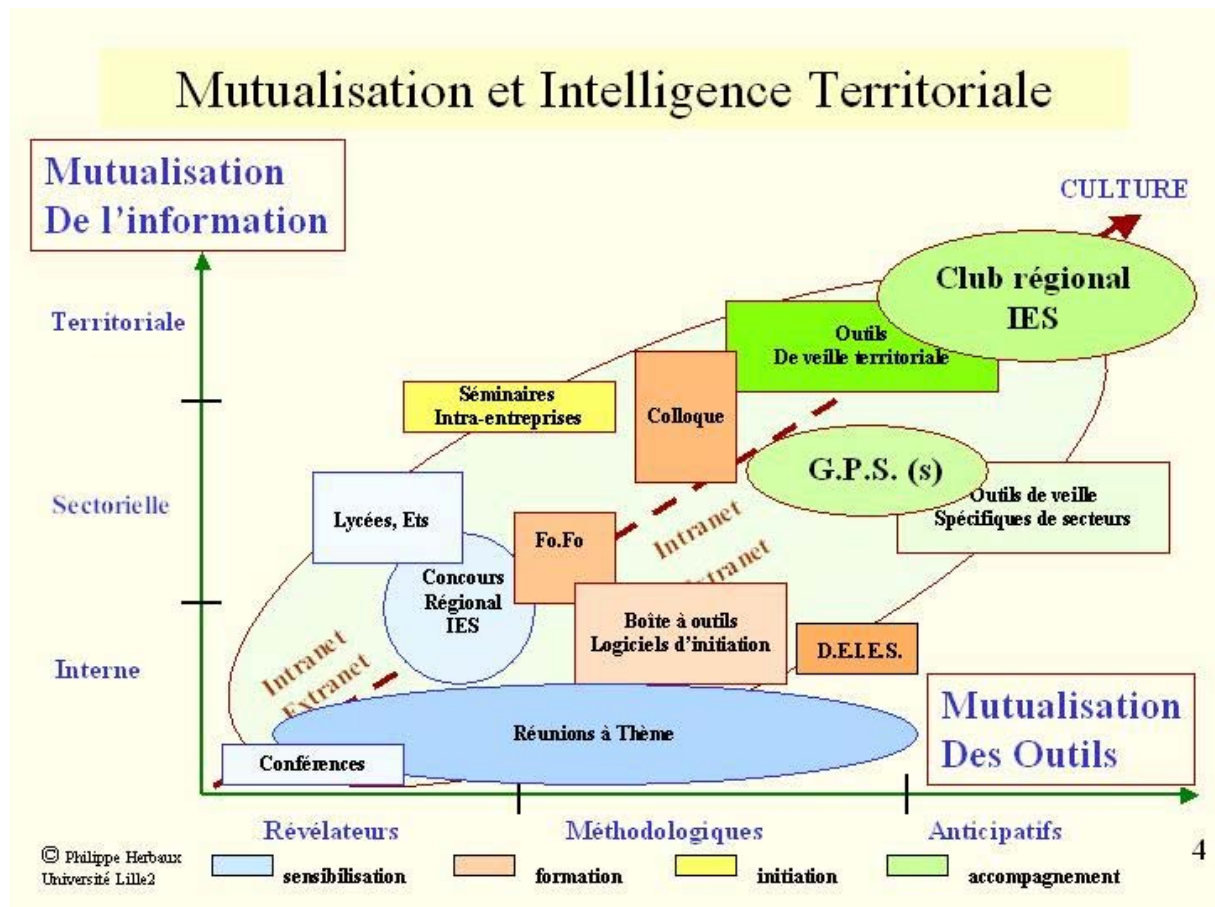 Mutualisation et Intelligence Territoriale
Mutualisation
De l'information
CULTURE
Club régional
IES
Territoriale
Outils
De veille territoriale
Séminaires
Intra-entreprises
Colloque
G.P.S. (s)
Sectorielle
Outils de veille
Spécifiques de secteurs
Lycées, Ets
Intranet
Extranet
Fo.Fo
Concours
Régional
IES
Boîte à outils
Logiciels d'initiation
D.E.I.E.S.
Interne
Intranet
Extranet
Mutualisation
Des Outils
Réunions à Thème
Conférences
Révélateurs
Méthodologiques
Anticipatifs
4
© Philippe Herbaux
Université Lille2
sensibilisation
formation
initiation
accompagnement